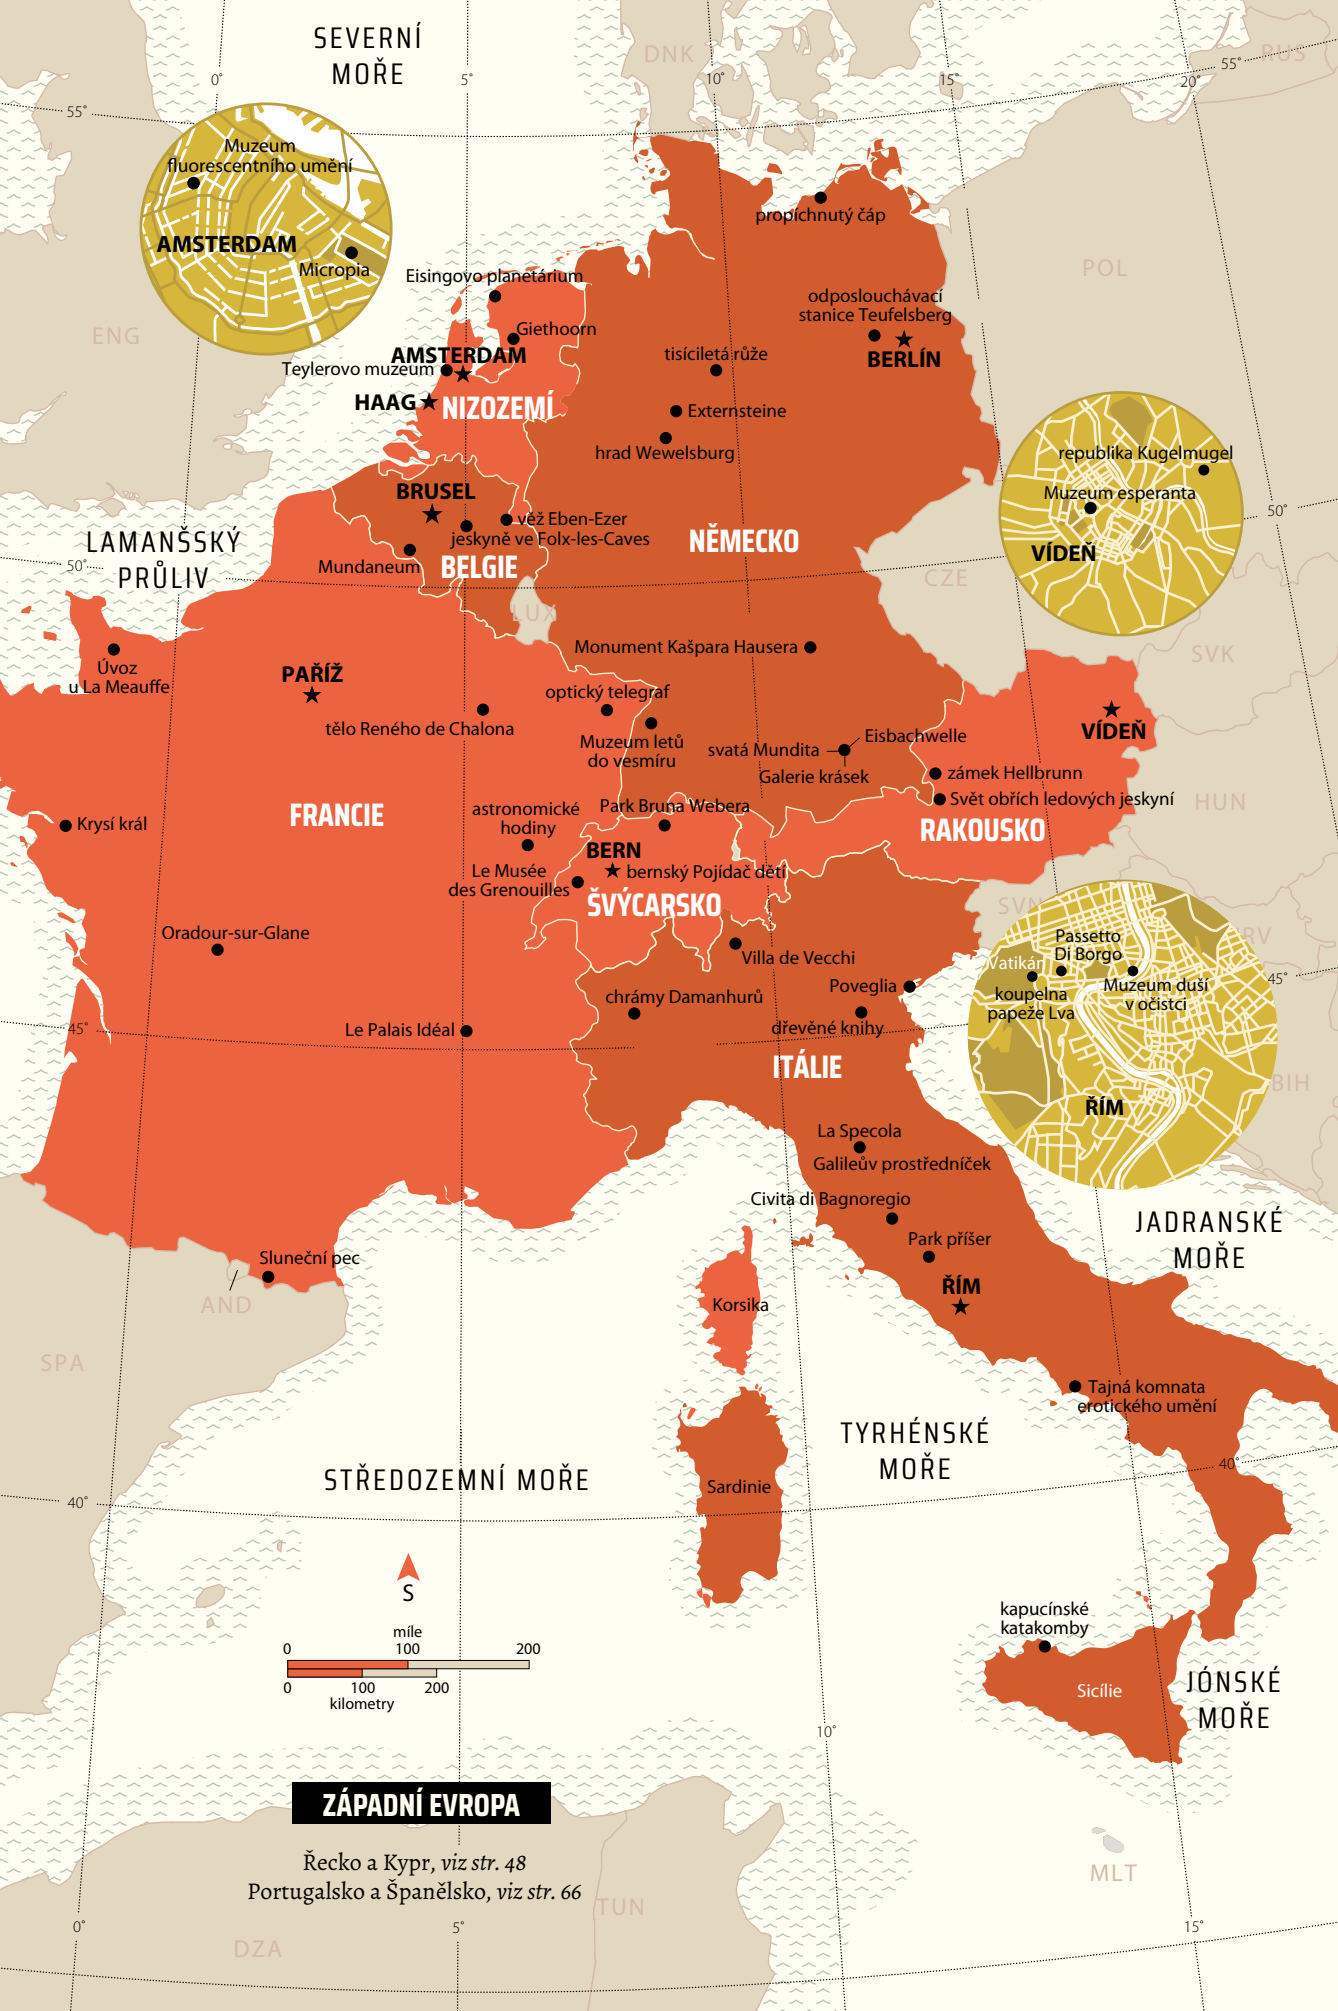 SEVERNÍ
MOŘE
DNK
RUS
0°
5°
10°
15°
20°
55°
55°
Muzeum
fluorescentního umění
AMSTERDAM
Micropia
ENG
POL
propíchnutý čáp
Eisingovo planetárium
Giethoorn
AMSTERDAM
Teylerovo muzeum
HAAG
NIZOZEMÍ
odposlouchávací
stanice Teufelsberg
BERLÍN
tisíciletá růže
Externsteine
hrad Wewelsburg
republika Kugelmugel
Muzeum esperanta
VÍDEŇ
50°
BRUSEL
věž Eben-Ezer
jeskyně ve Folx-les-Caves
Mundaneum
BELGIE
NĚMECKO
LAMANŠSKÝ
PRŮLIV
50°
CZE
LUX
SVK
Úvoz
u La Meauffe
PAŘÍŽ
Monument Kašpara Hausera
optický telegraf
tělo Reného de Chalona
Muzeum letů
do vesmíru
svatá Mundita
Eisbachwelle
Galerie krásek
VÍDEŇ
zámek Hellbrunn
Svět obřích ledových jeskyní
RAKOUSKO
HUN
FRANCIE
Krysí král
astronomické
hodiny
Park Bruna Webera
BERN
bernský Pojídač dětí
Le Musée
des Grenouilles
ŠVÝCARSKO
SVN
RV
Oradour-sur-Glane
Villa de Vecchi
Poveglia
chrámy Damanhurů
dřevěné knihy
Le Palais Idéal
45°
ITÁLIE
Passetto
Di Borgo
Vatikán
koupelna
papeže Lva
Muzeum duší
v očistci
ŘÍM
45°
BIH
La Specola
Galileův prostředníček
Civita di Bagnoregio
Park příšer
ŘÍM
JADRANSKÉ
MOŘE
Sluneční pec
AND
SPA
Korsika
Tajná komnata
erotického umění
TYRHÉNSKÉ
MOŘE
STŘEDOZEMNÍ MOŘE
Sardinie
40°
40°
S
míle
0 100 200
0 100 200
kilometry
kapucínské
katakomby
Sicílie
JÓNSKÉ
MOŘE
10°
ZÁPADNÍ EVROPA
Řecko a Kypr, viz str. 48
Portugalsko a Španělsko, viz str. 66
TUN
DZA
MLT
0°
5°
15°